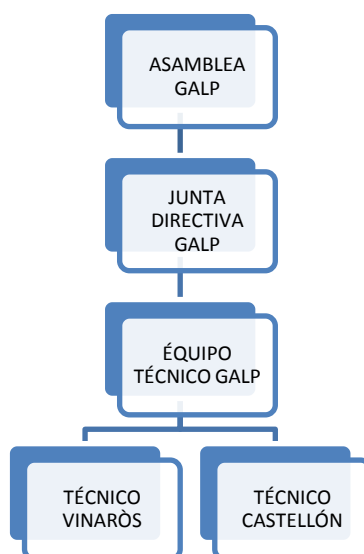 ASAMBLEA
GALP
JUNTA
DIRECTIVA
GALP
ÉQUIPO
TÉCNICO GALP
TÉCNICO
VINARÒS
TÉCNICO
CASTELLÓN